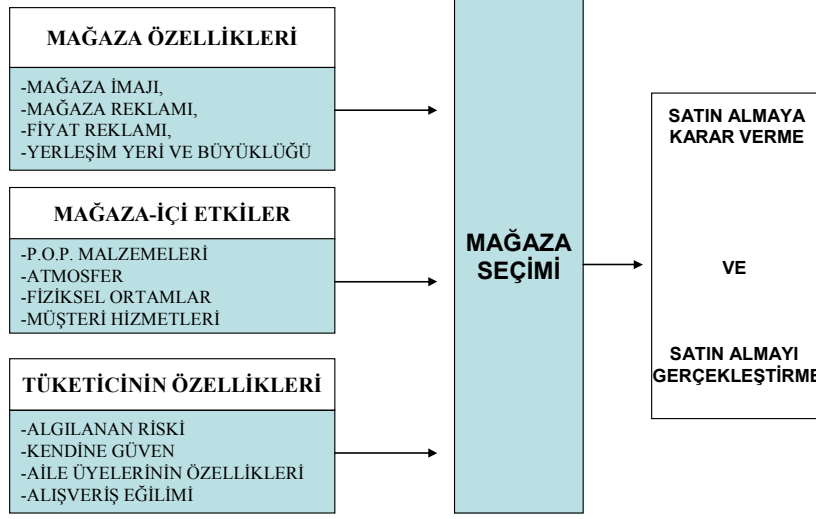 MAĞAZA ÖZELLİKLERİ
-MAĞAZA İMAJI,
-MAĞAZA REKLAMI,
-FİYAT REKLAMI,
-YERLEŞİM YERİ VE BÜYÜKLÜĞÜ
MAĞAZA-İÇİ ETKİLER
-P.O.P. MALZEMELERİ
-ATMOSFER
-FİZİKSEL ORTAMLAR
-MÜŞTERİ HİZMETLERİ
TÜKETİCİNİN ÖZELLİKLERİ
-ALGILANAN RİSKİ
-KENDİNE GÜVEN
-AİLE ÜYELERİNİN ÖZELLİKLERİ
-ALIŞVERİŞ EĞİLİMİ
MAĞAZA
SEÇİMİ
SATIN ALMAYA
KARAR VERME
VE
SATIN ALMAYI
GERÇEKLEŞTİRME